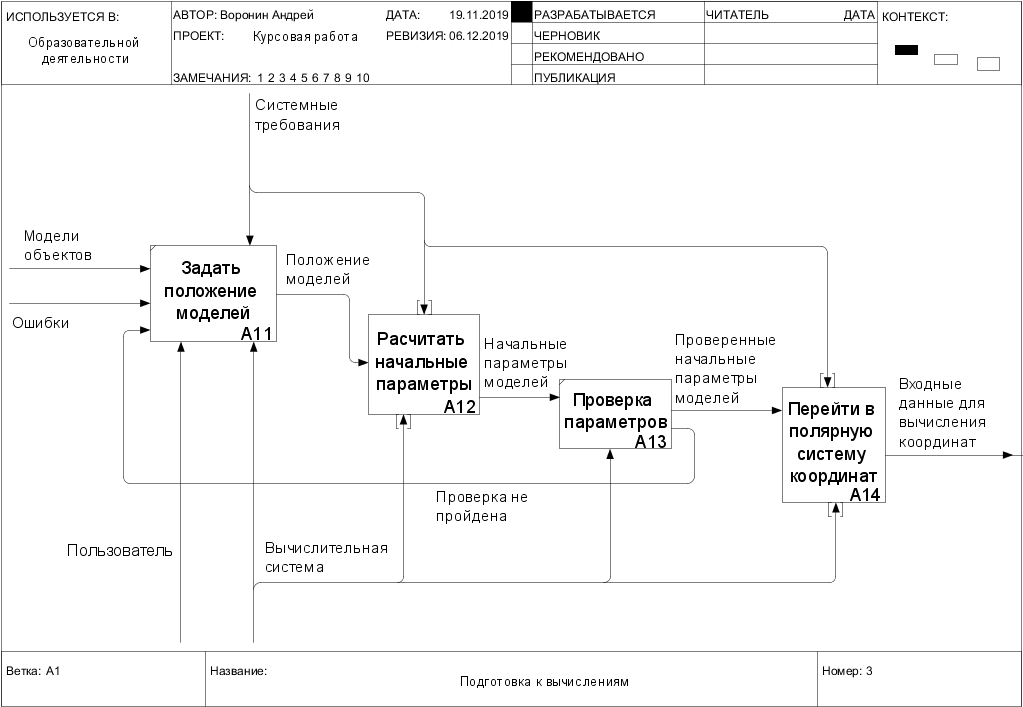 ИСПОЛЬЗУЕТСЯ В:
Образовательной
деятельности
АВТОР: Воронин Андрей
ДАТА: 19.11.2019
ПРОЕКТ: Курсовая работа
РЕВИЗИЯ: 06.12.2019
ЗАМЕЧАНИЯ: 1 2 3 4 5 6 7 8 9 10
РАЗРАБАТЫВАЕТСЯ
ЧЕРНОВИК
РЕКОМЕНДОВАНО
ПУБЛИКАЦИЯ
ЧИТАТЕЛЬ
ДАТА
КОНТЕКСТ:
Системные
требования
Модели
объектов
Ошибки
Задать
положение
моделей
A11
Положение
моделей
Расчитать
начальные
параметры
A12
Начальные
параметры
моделей
Проверка
параметров
A13
Проверенные
начальные
параметры
моделей
Перейти в
полярную
систему
координат
A14
Входные
данные для
вычисления
координат
Проверка не
пройдена
Пользователь
Вычислительная
система
Ветка: A1
Название:
Подготовка к вычислениям
Номер: 3